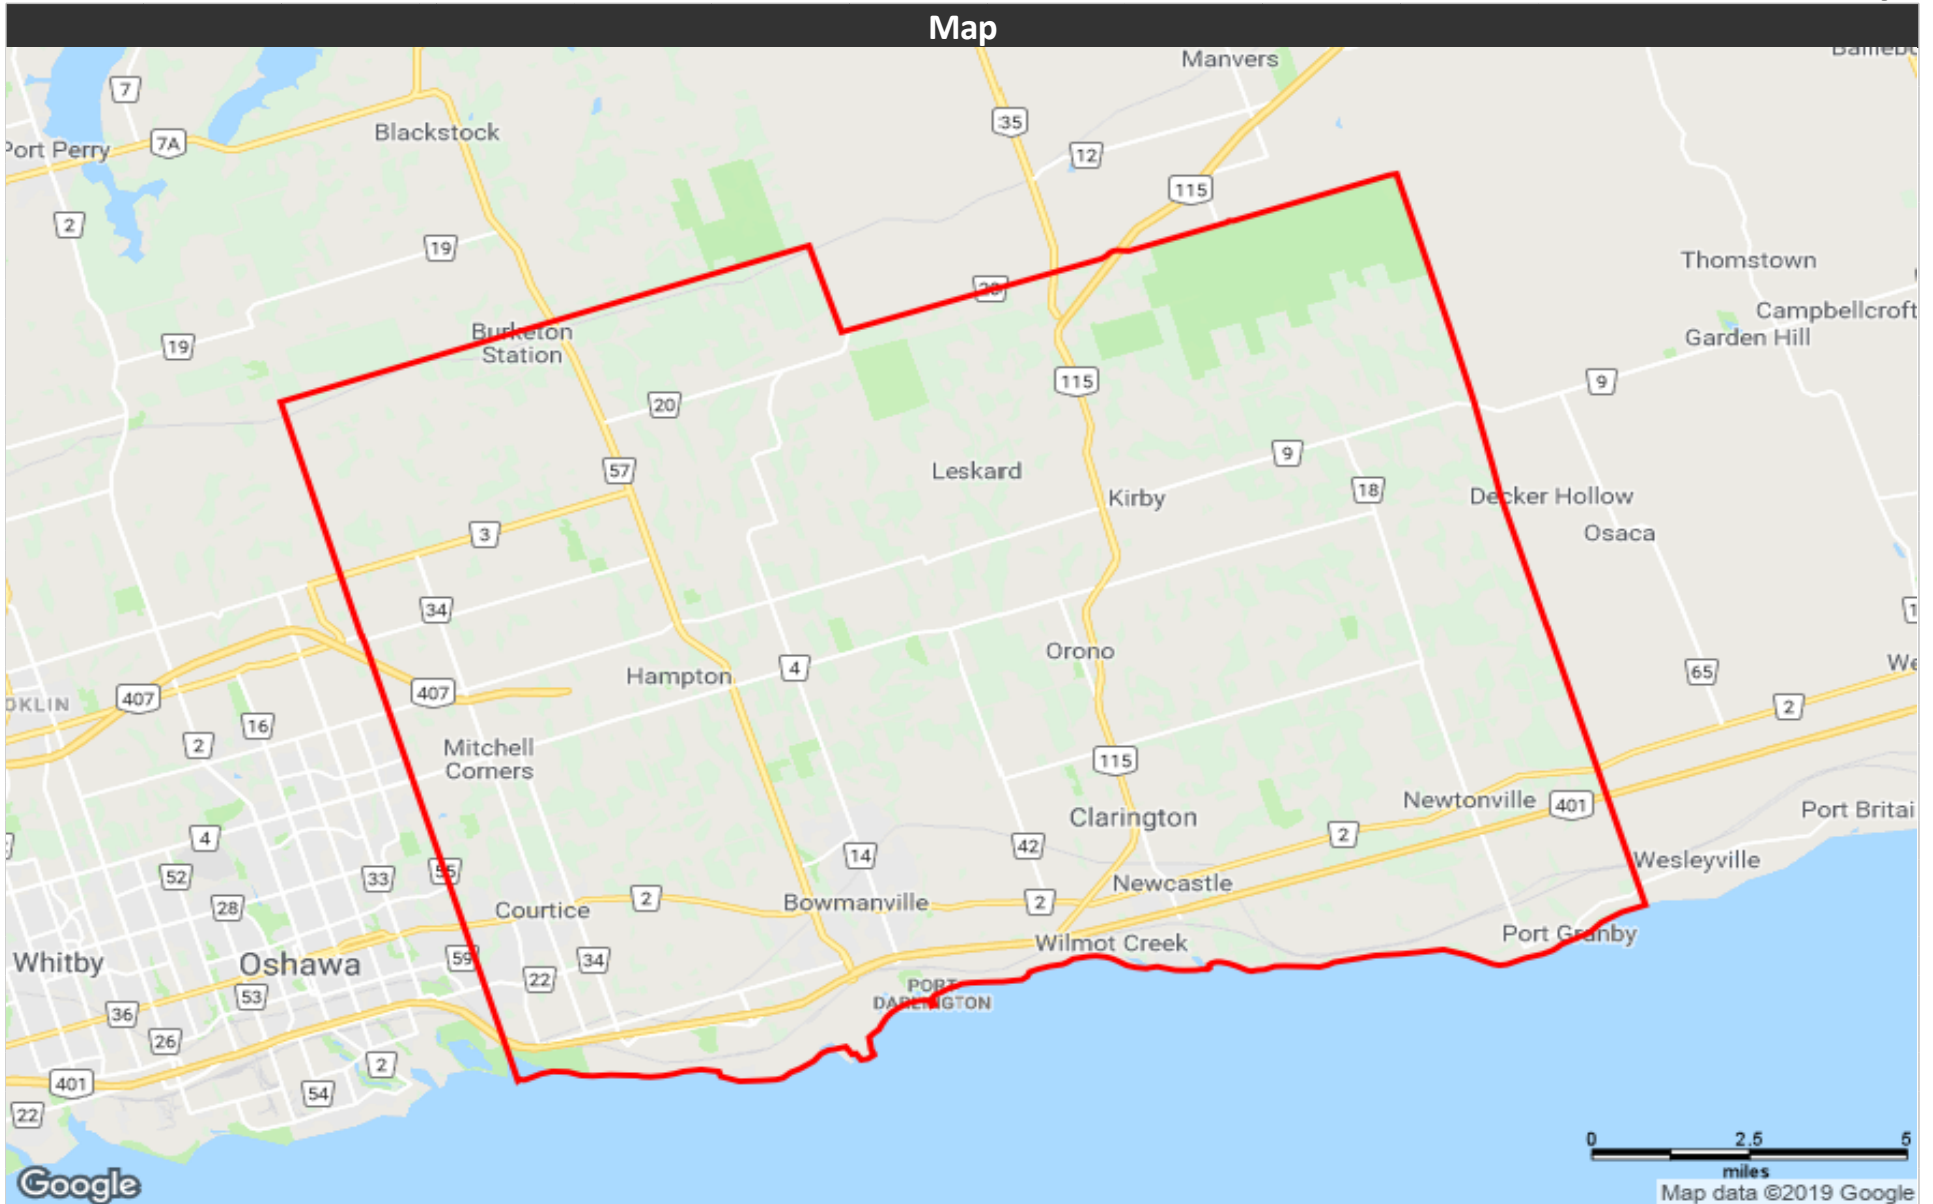 Map
Manvers
7
35
Blackstock
7A
Port Perry
12
115
2
19
Thomstown
20
Campbellcroft
Burketon
Station
Garden Hill
19
115
9
20
9
57
Leskard
18
Kirby
Decker Hollow
3
Osaca
34
Orono
4
Hampton
65
407
407
2
16
2
Mitchell
Corners
115
Newtonville
401
Port Britai
Clarington
4
2
42
14
Wesleyville
55
52
33
Newcastle
2
2
Bowmanville
28
Courtice
Port Granby
Wilmot Creek
Whitby
Oshawa
59
34
22
PORT
DARLINGTON
53
36
26
2
401
54
22
0 2.5 5
miles
Google
Map data ©2019 Google